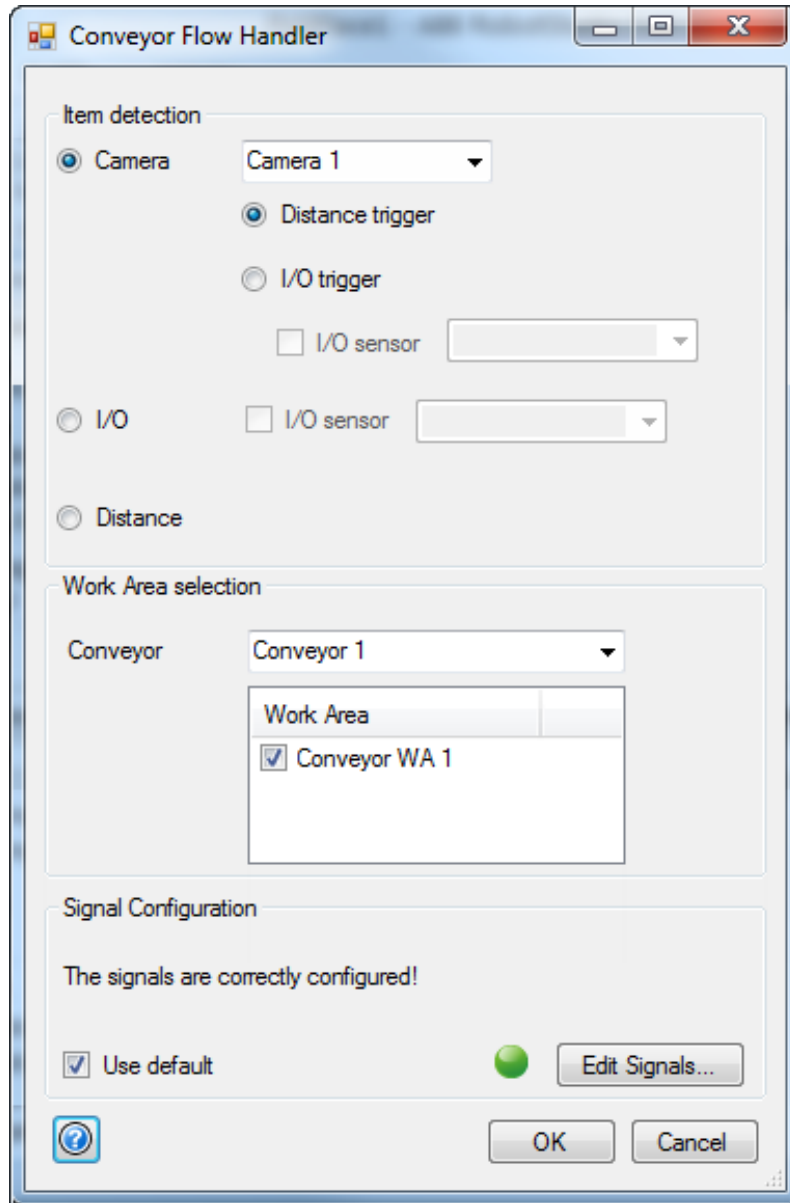 Conveyor Flow Handler
Item detection
Camera Camera 1
Distance trigger
I/O trigger
I/O sensor
I/O I/O sensor
Distance
Work Area selection
Conveyor Conveyor 1
Work Area
Conveyor WA 1
Signal Configuration
The signals are correctly configured!
Use default Edit Signals...
OK Cancel